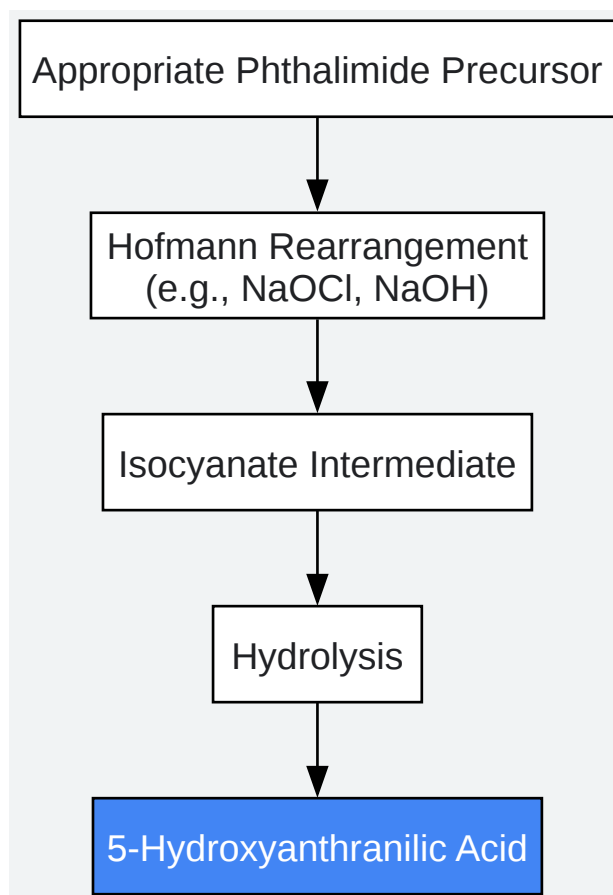 Appropriate Phthalimide Precursor
Hofmann Rearrangement
(e.g., NaOCl, NaOH)
Isocyanate Intermediate
Hydrolysis
5-Hydroxyanthranilic Acid